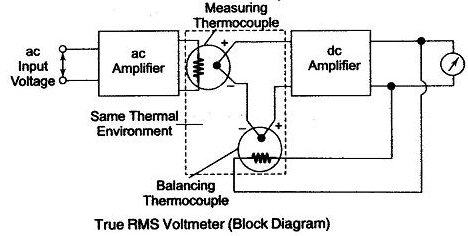 Measuring
Thermocouple
ac
Input
Voltage
ac
Amplifier
+
−
dc
Amplifier
Same Thermal
Environment
−
+
Balancing
Thermocouple
True RMS Voltmeter (Block Diagram)